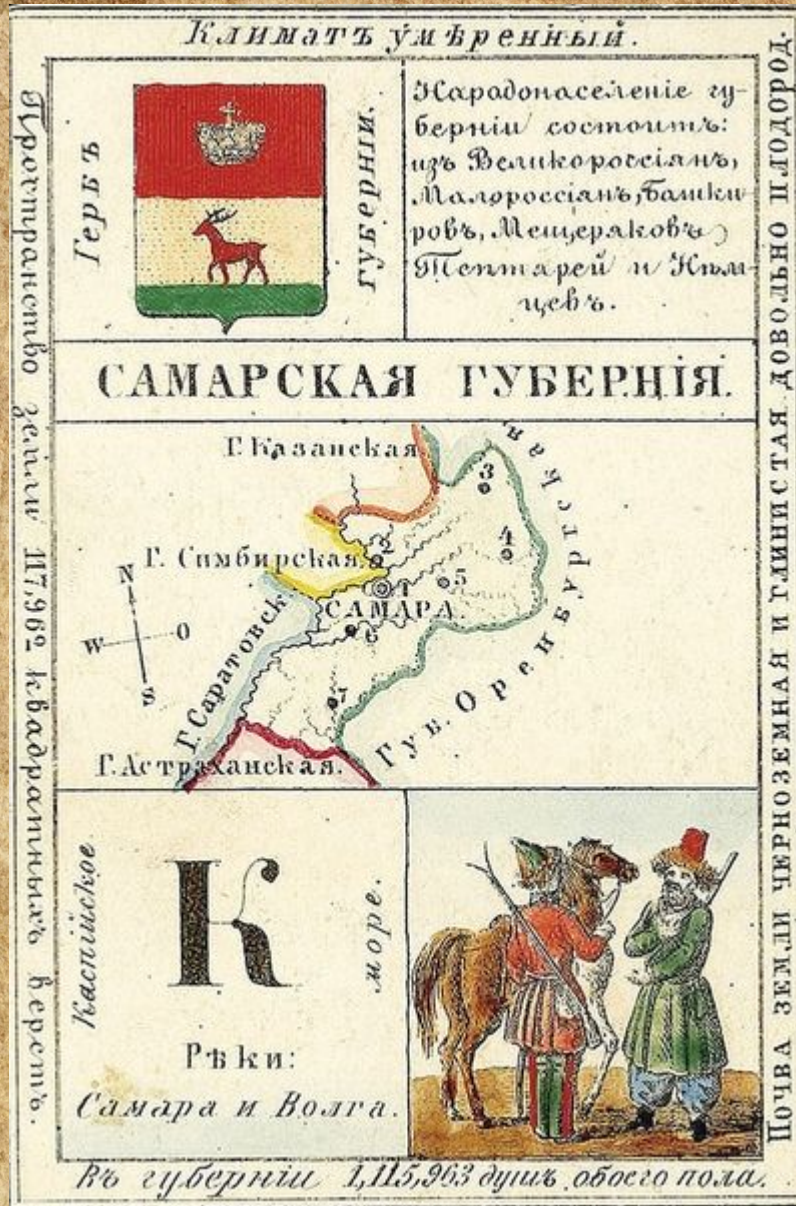 Климатъ умѣренный.
Пространство земли 117,962 квадратныхъ верстъ.
Гербъ
губерніи.
Народонаселеніе гу-
берніи состоитъ:
изъ Великороссіянъ,
Малороссіянъ, Башки-
ровъ, Мещеряковъ
Тептярей и Нѣм-
цевъ.
САМАРСКАЯ ГУБЕРНІЯ.
Г. Казанская
3
Г. Симбирская.
2
4
5
1
САМАРА.
6
7
N
W O
S
Г. Саратовск
Г. Астраханская.
Губ. Оренбургская
Каспійское
К
море.
Рѣки:
Самара и Волга.
Почва земли черноземная и глинистая довольно плодород.
Въ губерніи 1,115,963 душъ обоего пола.